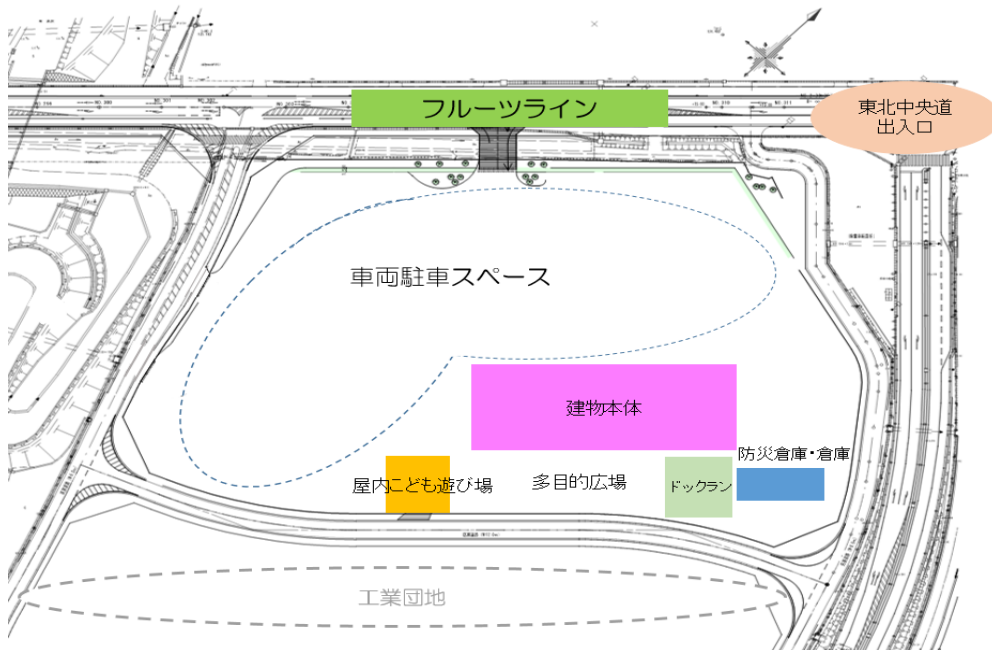 フルーツライン
東北中央道
出入口
車両駐車スペース
建物本体
防災倉庫・倉庫
屋内こども遊び場
多目的広場
ドックラン
工業団地